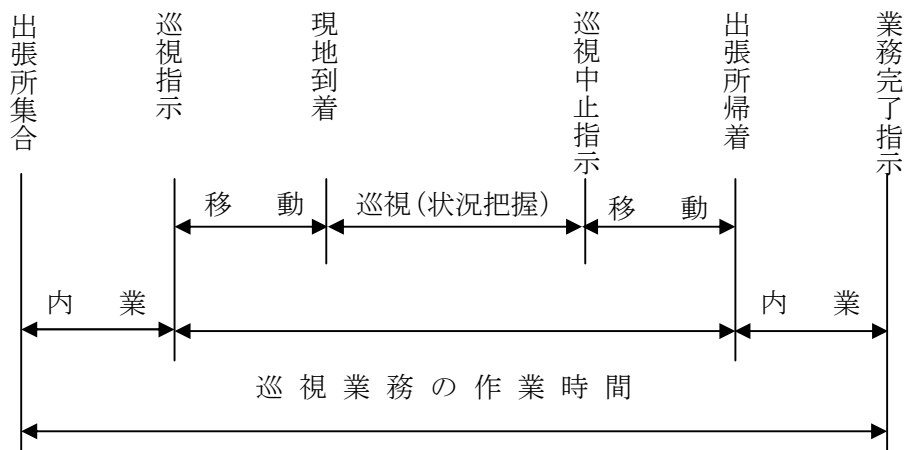 出張所集合
巡視指示
現地到着
巡視中止指示
出張所帰着
業務完了指示
移　動
巡視(状況把握)
移　動
内　業
内　業
巡視業務の作業時間